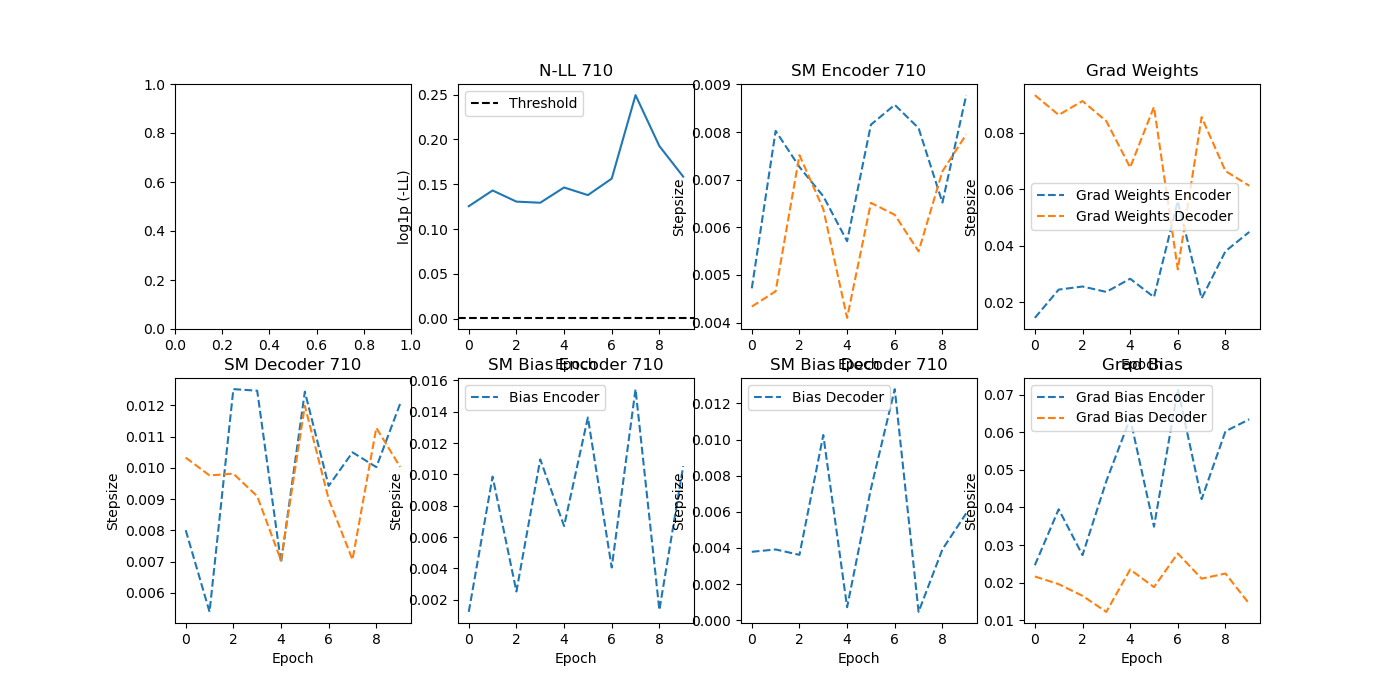 N-LL 710
SM Encoder 710
Grad Weights
1.0
0.8
0.6
0.4
0.2
0.0
0.0 0.2 0.4 0.6 0.8 1.0
log1p (-LL)
0.25
0.20
0.15
0.10
0.05
0.00
Threshold
0 2 4 6 8
Epoch
Stepsize
0.009
0.008
0.007
0.006
0.005
0.004
0 2 4 6 8
Epoch
Stepsize
0.08
0.06
0.04
0.02
Grad Weights Encoder
Grad Weights Decoder
0 2 4 6 8
Epoch
SM Decoder 710
SM Bias Encoder 710
SM Bias Decoder 710
Grad Bias
Stepsize
0.012
0.011
0.010
0.009
0.008
0.007
0.006
0 2 4 6 8
Epoch
Stepsize
0.016
0.014
0.012
0.010
0.008
0.006
0.004
0.002
Bias Encoder
0 2 4 6 8
Epoch
Stepsize
0.012
0.010
0.008
0.006
0.004
0.002
0.000
Bias Decoder
0 2 4 6 8
Epoch
Stepsize
0.07
0.06
0.05
0.04
0.03
0.02
0.01
Grad Bias Encoder
Grad Bias Decoder
0 2 4 6 8
Epoch